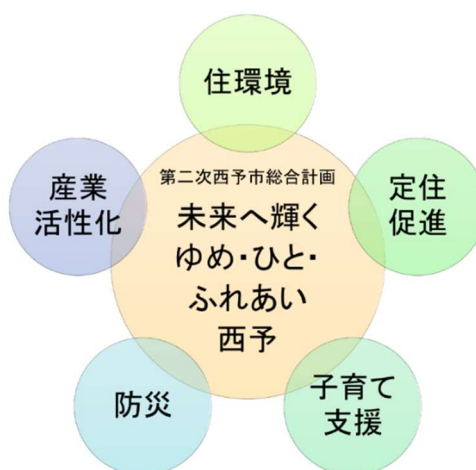 住環境
第二次西予市総合計画
未来へ輝く
ゆめ・ひと・
ふれあい
西予
産業
活性化
定住
促進
防災
子育て
支援